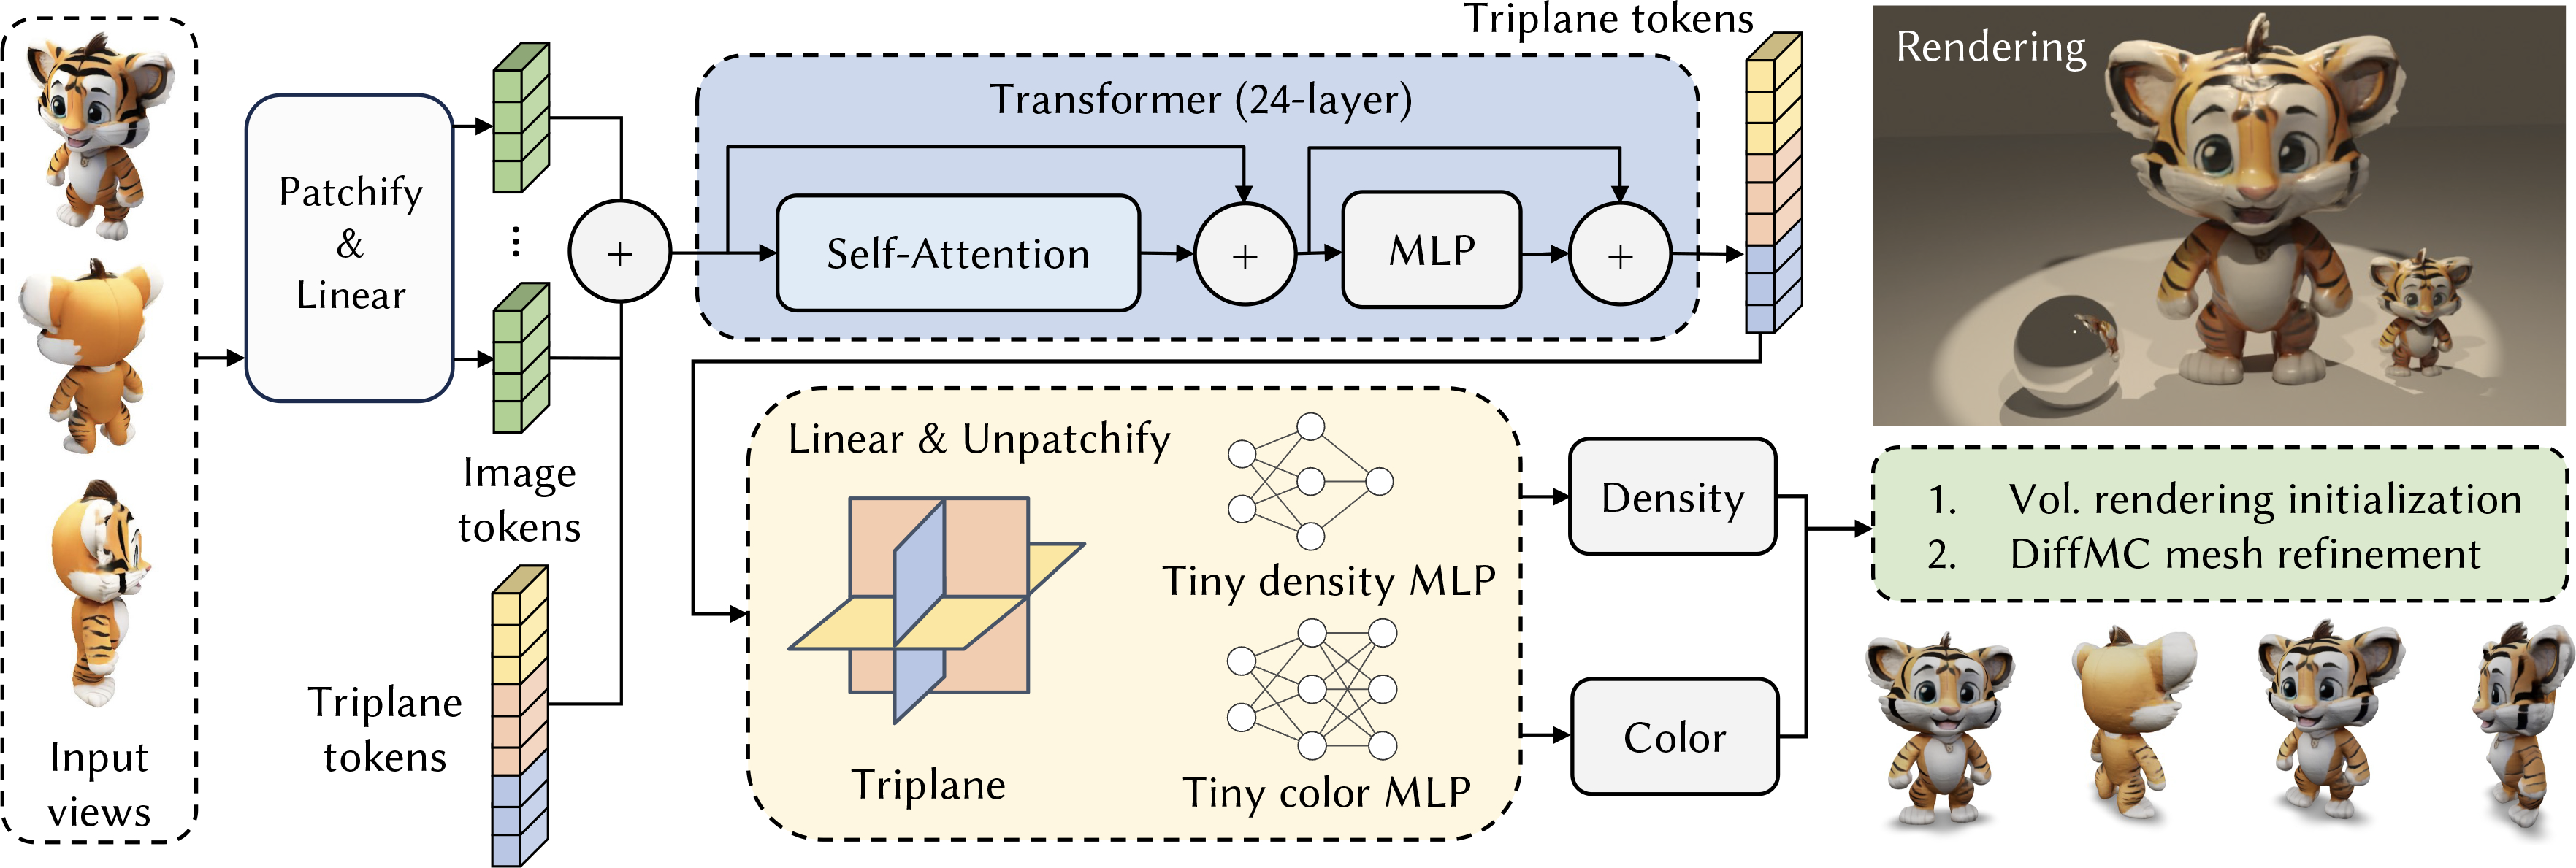 Input
views
Patchify
&
Linear
⋮
Image
tokens
Triplane
tokens
+
Transformer (24-layer)
Self-Attention
+
MLP
+
Triplane tokens
Linear & Unpatchify
Triplane
Tiny density MLP
Tiny color MLP
Density
Color
Rendering
1. Vol. rendering initialization
2. DiffMC mesh refinement